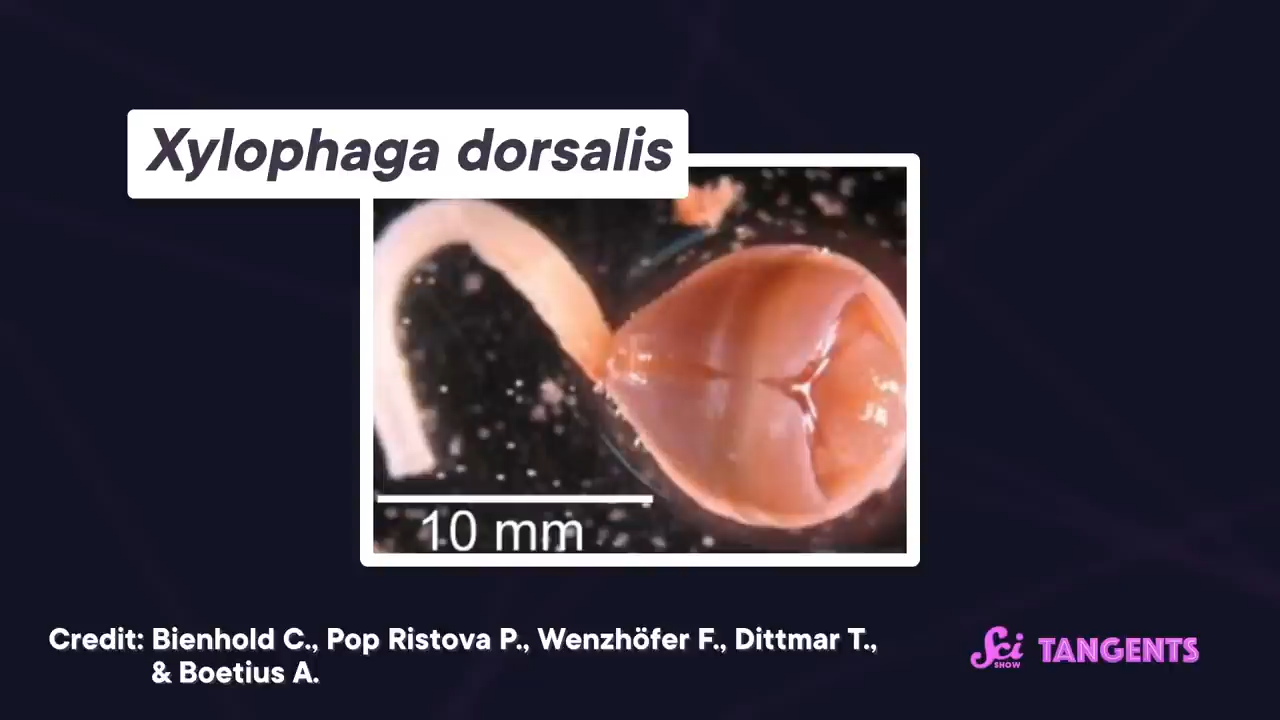 Xylophaga dorsalis
10 mm
Credit: Bienhold C., Pop Ristova P., Wenzhöfer F., Dittmar T.,
& Boetius A.
Sci
SHOW
TANGENTS